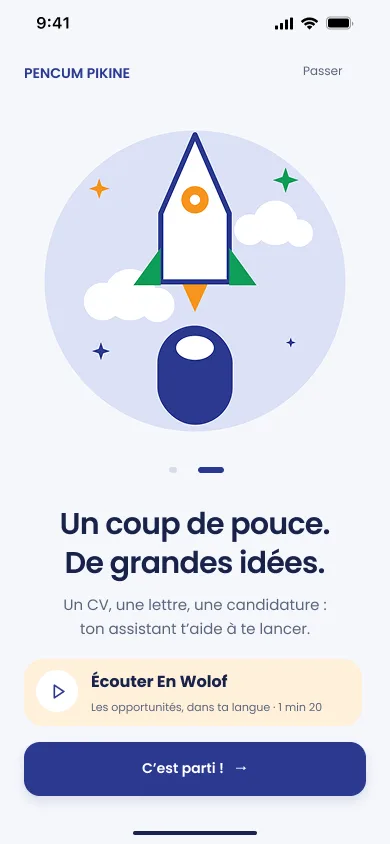 9:41
PENCUM PIKINE
Passer
Un coup de pouce.
De grandes idées.
Un CV, une lettre, une candidature :
ton assistant t’aide à te lancer.
Écouter En Wolof
Les opportunités, dans ta langue · 1 min 20
C’est parti ! →